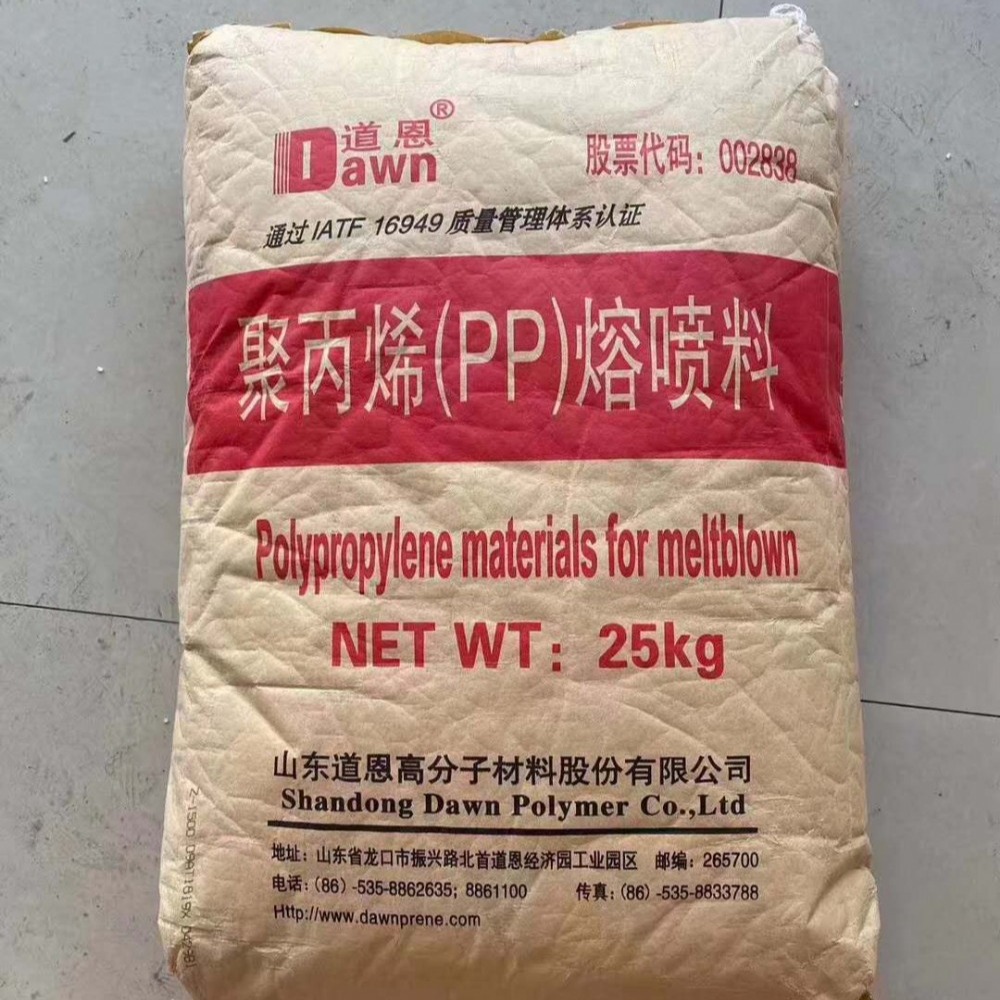 道恩®
Dawn
股票代码：002838
通过IATF 16949质量管理体系认证
聚丙烯(PP)熔喷料
Polypropylene materials for meltblown
NET WT：25kg
山东道恩高分子材料股份有限公司
Shandong Dawn Polymer Co.,Ltd
地址：山东省龙口市振兴路北首道恩经济园工业园区 邮编：265700
电话：(86) -535-8862635；8861100 传真：(86) -535-8833788
Http://www.dawnprene.com